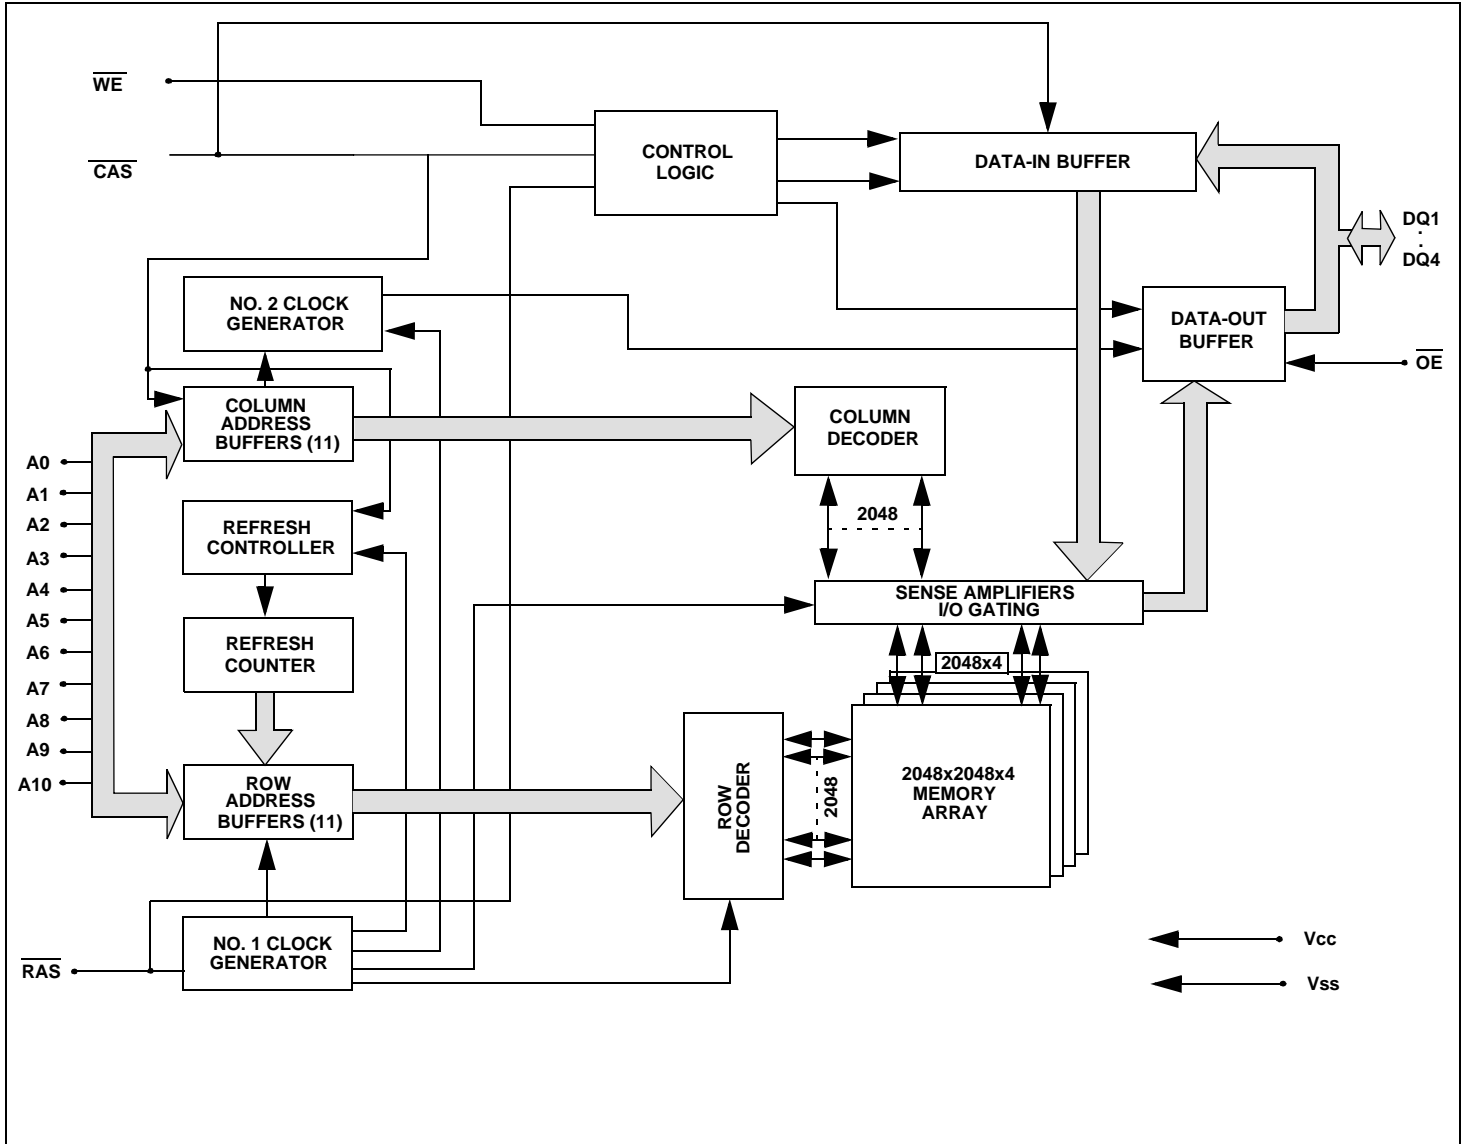 WE
CAS
CONTROL
LOGIC
DATA-IN BUFFER
DQ1
.
.
DQ4
NO. 2 CLOCK
GENERATOR
DATA-OUT
BUFFER
OE
COLUMN
ADDRESS
BUFFERS (11)
COLUMN
DECODER
A0
A1
A2
A3
A4
A5
A6
A7
A8
A9
A10
2048
REFRESH
CONTROLLER
SENSE AMPLIFIERS
I/O GATING
REFRESH
COUNTER
2048x4
ROW
ADDRESS
BUFFERS (11)
ROW
DECODER
2048
2048x2048x4
MEMORY
ARRAY
NO. 1 CLOCK
GENERATOR
RAS
Vcc
Vss